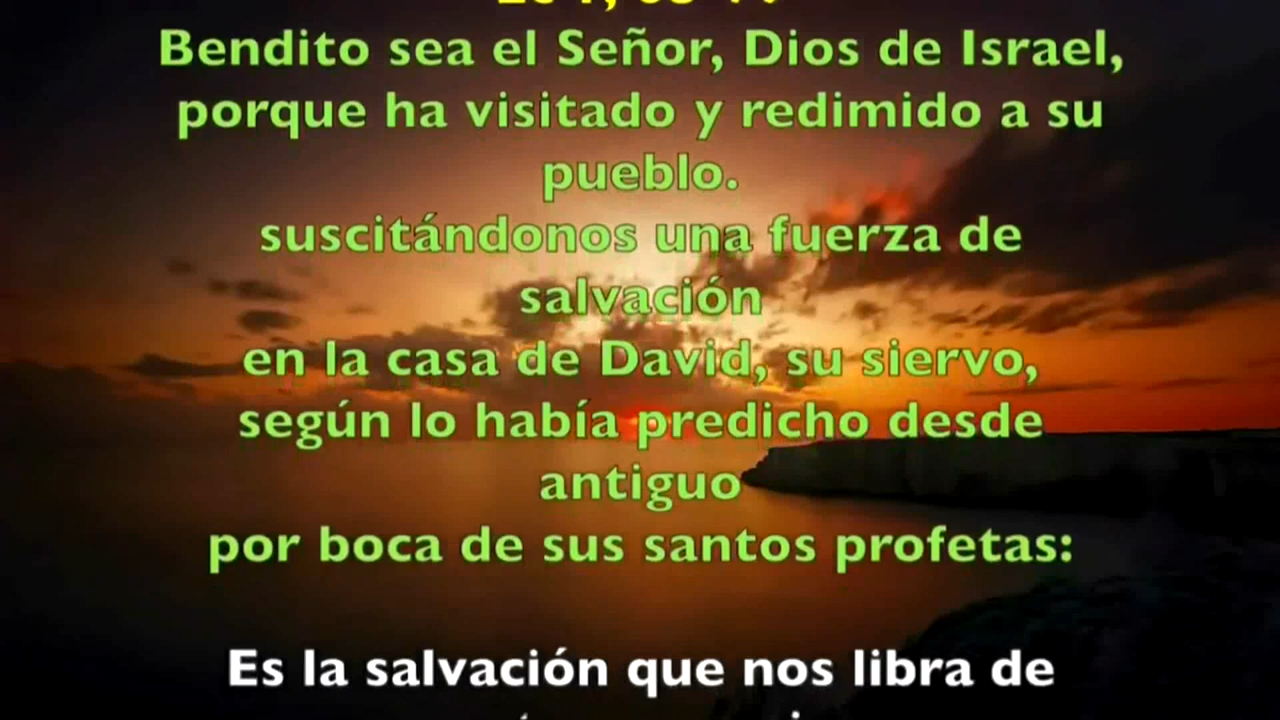 Bendito sea el Señor, Dios de Israel,
porque ha visitado y redimido a su
pueblo.
suscitándonos una fuerza de
salvación
en la casa de David, su siervo,
según lo había predicho desde
antiguo
por boca de sus santos profetas:
Es la salvación que nos libra de